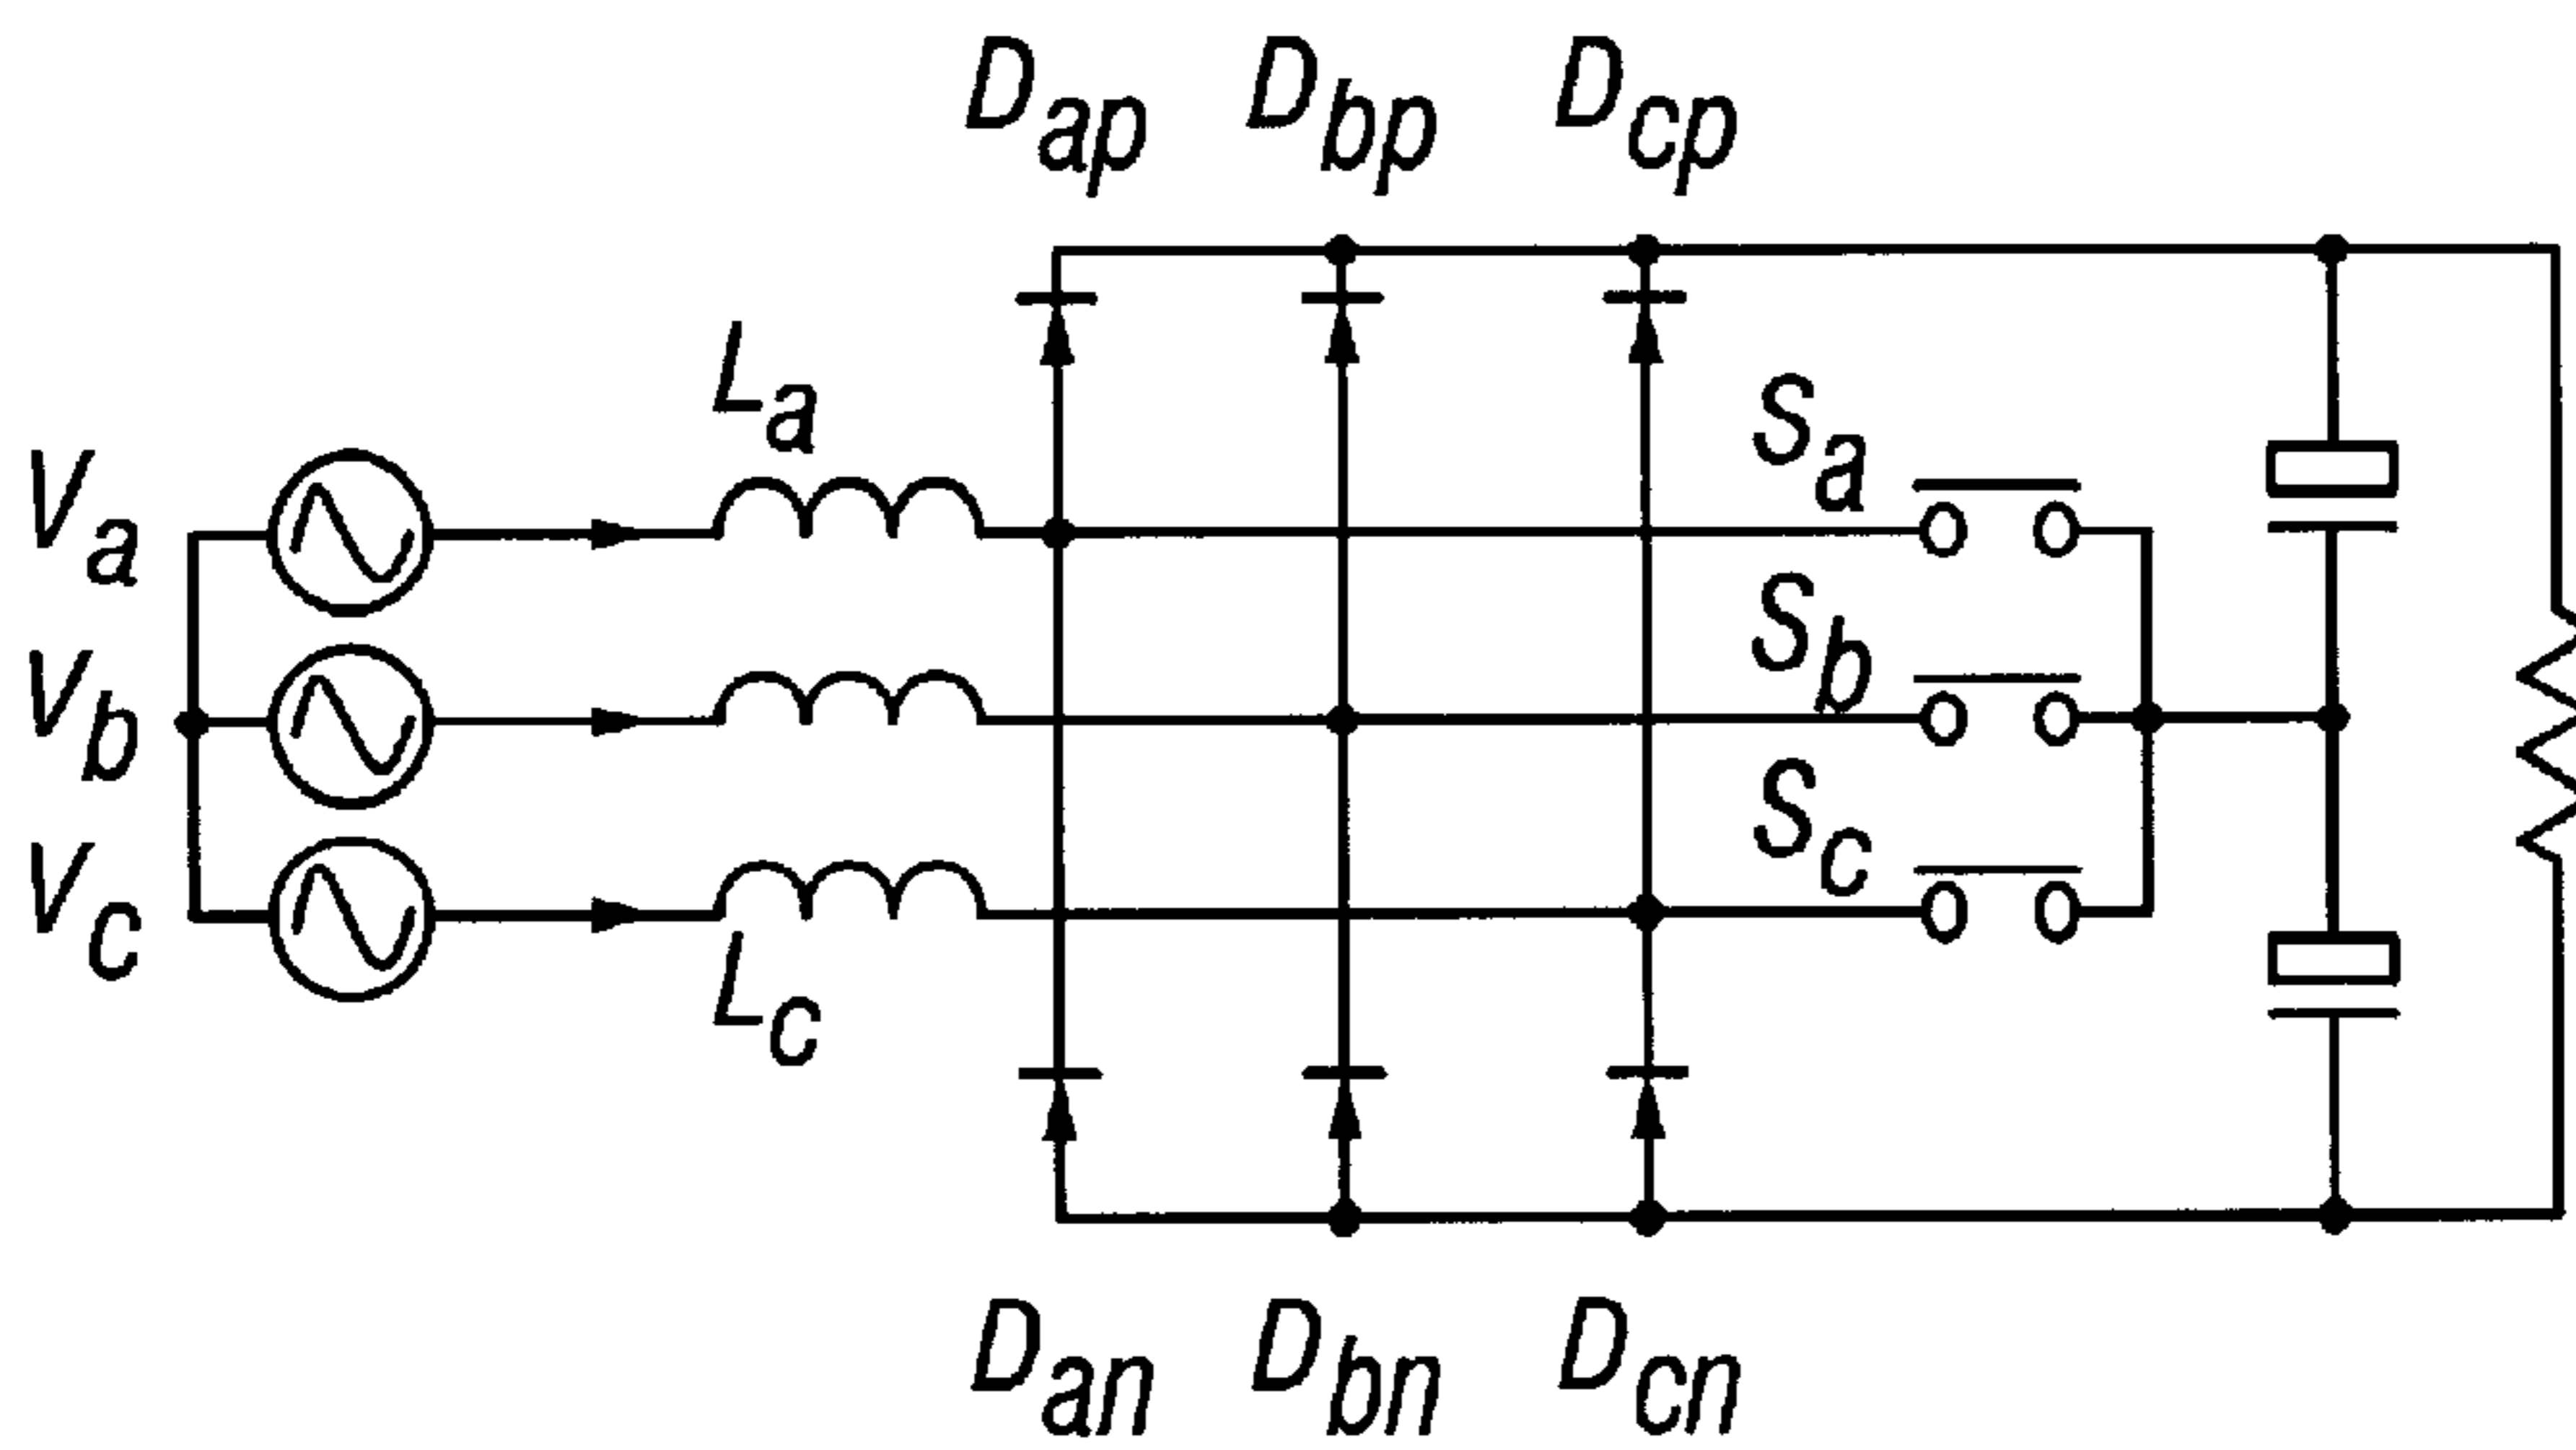 Dap Dbp Dcp
La
Sa
Va
Sb
Vb
Sc
Vc
Lc
Dan Dbn Dcn